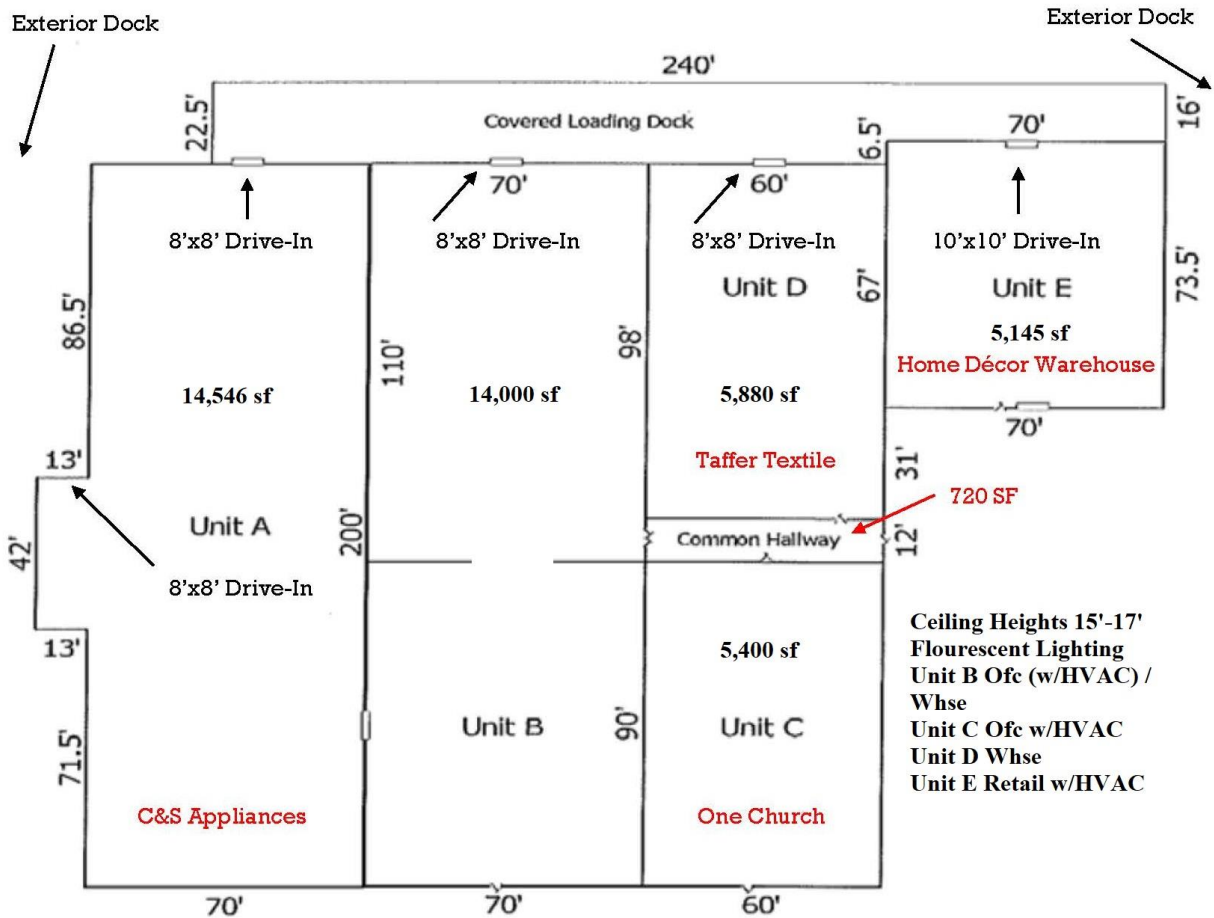 Exterior Dock
Exterior Dock
240'
22.5'
Covered Loading Dock
6.5'
70'
16'
70'
60'
8'x8' Drive-In
8'x8' Drive-In
8'x8' Drive-In
10'x10' Drive-In
Unit D
67'
Unit E
73.5'
86.5'
110'
98'
5,145 sf
Home Décor Warehouse
14,546 sf
14,000 sf
5,880 sf
70'
13'
Taffer Textile
31'
720 SF
Unit A
200'
Common Hallway
12'
42'
8'x8' Drive-In
13'
5,400 sf
Ceiling Heights 15'-17'
Flourescent Lighting
Unit B Ofc (w/HVAC) /
Whse
Unit C Ofc w/HVAC
Unit D Whse
Unit E Retail w/HVAC
71.5'
Unit B
90'
Unit C
C&S Appliances
One Church
70'
70'
60'